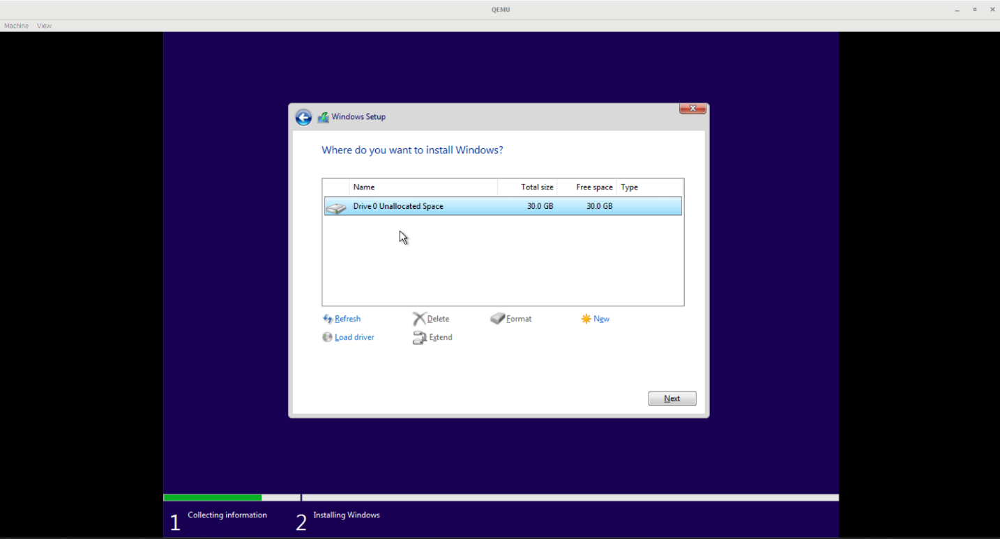 QEMU
Machine View
Windows Setup
Where do you want to install Windows?
Name Total size Free space Type
Drive 0 Unallocated Space 30.0 GB 30.0 GB
Refresh Delete Format New
Load driver Extend
Next
1 Collecting information 2 Installing Windows